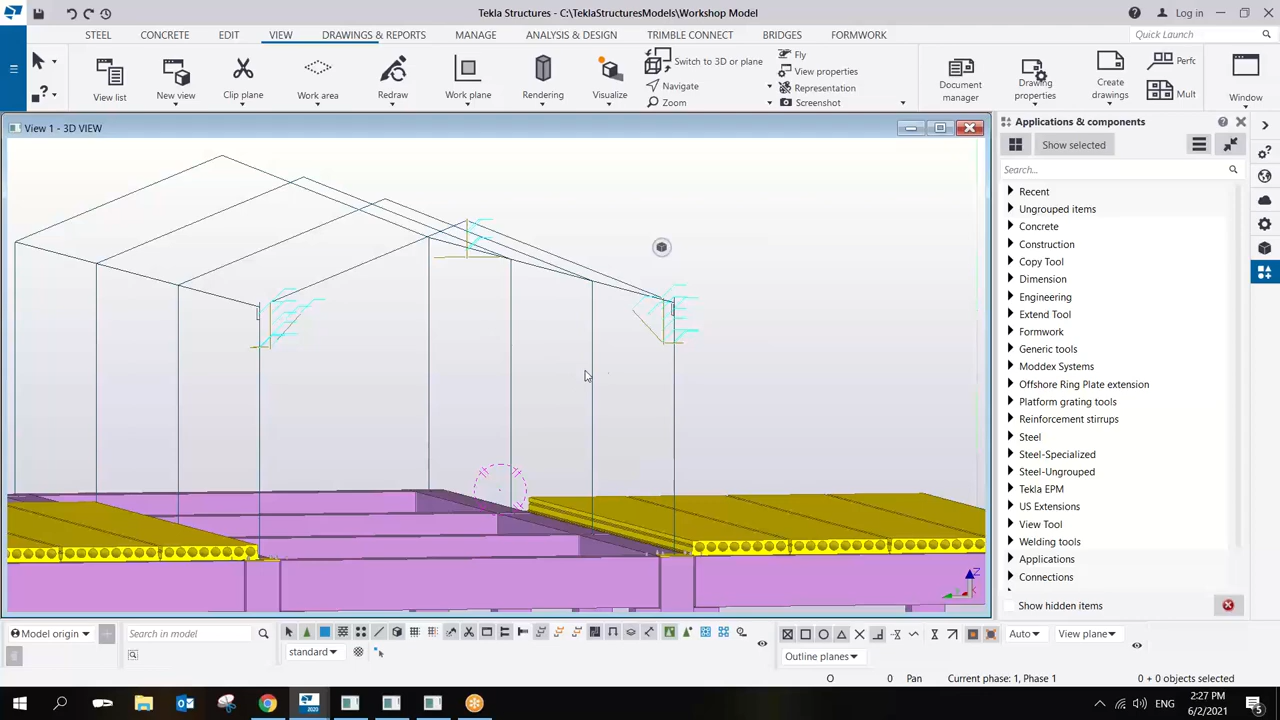 Tekla Structures - C:\TeklaStructuresModels\Workshop Model
Log in
STEEL CONCRETE EDIT VIEW DRAWINGS & REPORTS MANAGE ANALYSIS & DESIGN TRIMBLE CONNECT BRIDGES FORMWORK
Quick Launch
View list
New view
Clip plane
Work area
Redraw
Work plane
Rendering
Visualize
Switch to 3D or plane
Navigate
Zoom
Fly
View properties
Representation
Screenshot
Document manager
Drawing properties
Create drawings
Perfc
Mult
Window
View 1 - 3D VIEW
Applications & components
Show selected
Search...
Recent
Ungrouped items
Concrete
Construction
Copy Tool
Dimension
Engineering
Extend Tool
Formwork
Generic tools
Moddex Systems
Offshore Ring Plate extension
Platform grating tools
Reinforcement stirrups
Steel
Steel-Specialized
Steel-Ungrouped
Tekla EPM
US Extensions
View Tool
Welding tools
Applications
Connections
Show hidden items
Z
Model origin
Search in model
standard
Auto
View plane
Outline planes
O 0 Pan Current phase: 1, Phase 1 0 + 0 objects selected
2020
ENG
2:27 PM
6/2/2021
5